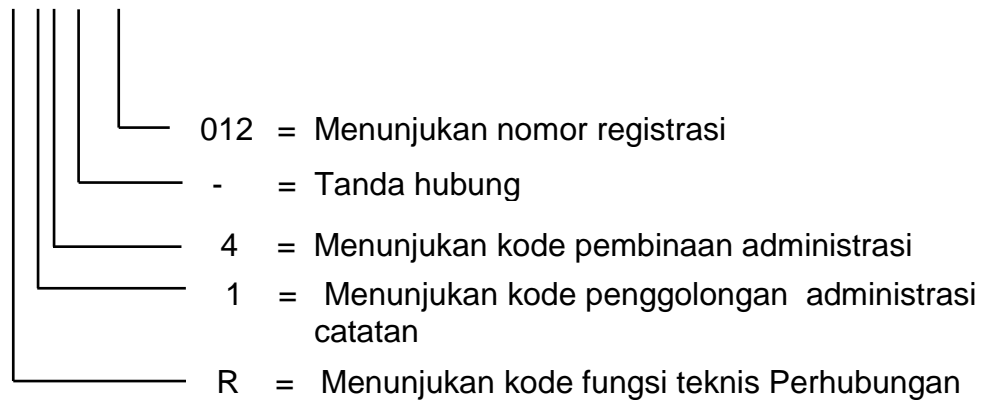 012 = Menunjukan nomor registrasi
- = Tanda hubung
4 = Menunjukan kode pembinaan administrasi
1 = Menunjukan kode penggolongan administrasi
catatan
R = Menunjukan kode fungsi teknis Perhubungan